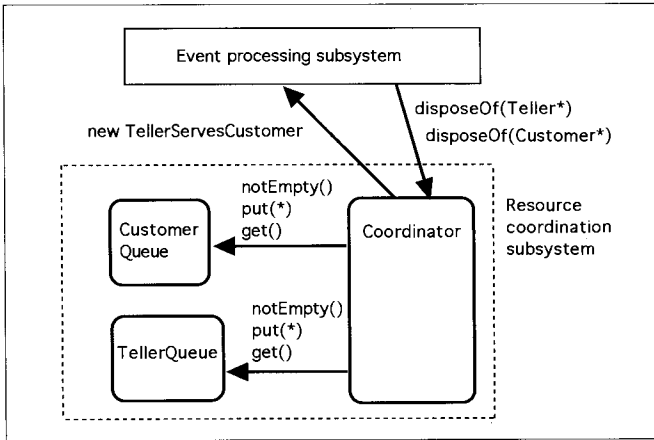 Event processing subsystem
disposeOf(Teller*)
disposeOf(Customer*)
new TellerServesCustomer
notEmpty()
put(*)
get()
Customer
Queue
Coordinator
Resource
coordination
subsystem
notEmpty()
put(*)
get()
TellerQueue